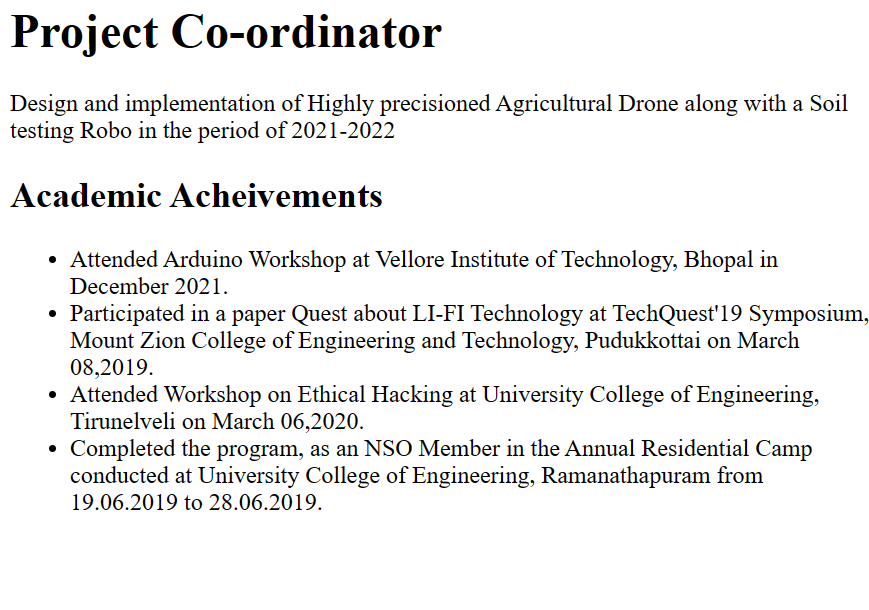 Project Co-ordinator
Design and implementation of Highly precisioned Agricultural Drone along with a Soil
testing Robo in the period of 2021-2022
Academic Acheivements
• Attended Arduino Workshop at Vellore Institute of Technology, Bhopal in
December 2021.
• Participated in a paper Quest about LI-FI Technology at TechQuest'19 Symposium,
Mount Zion College of Engineering and Technology, Pudukkottai on March
08,2019.
• Attended Workshop on Ethical Hacking at University College of Engineering,
Tirunelveli on March 06,2020.
• Completed the program, as an NSO Member in the Annual Residential Camp
conducted at University College of Engineering, Ramanathapuram from
19.06.2019 to 28.06.2019.